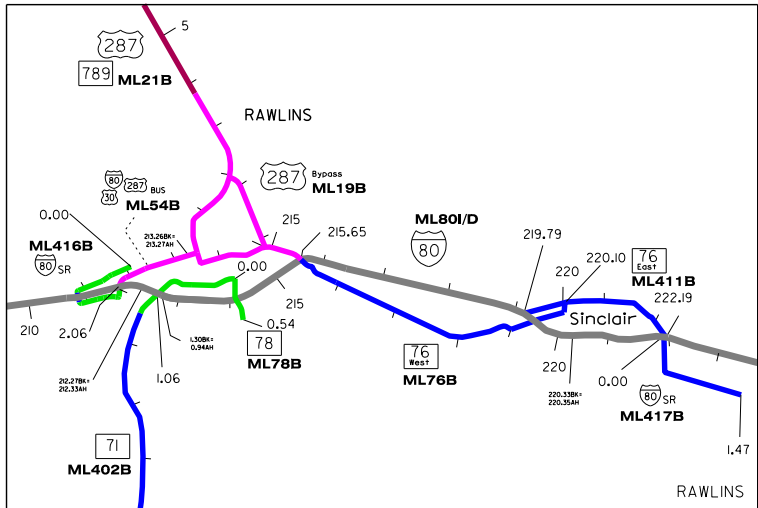 5
287
789 ML21B
RAWLINS
287 Bypass
ML19B
80 287 BUS
30
ML54B
0.00
ML416B
80 SR
213.26BK=
213.27AH
215
215.65
ML80I/D
80
219.79
220
220.10
76
East
ML411B
222.19
Sinclair
0.00
215
210
2.06
1.30BK=
0.94AH
0.54
78
ML78B
76
West
ML76B
220
220.33BK=
220.35AH
0.00
80 SR
ML417B
212.27BK=
212.33AH
1.06
71
ML402B
1.47
RAWLINS